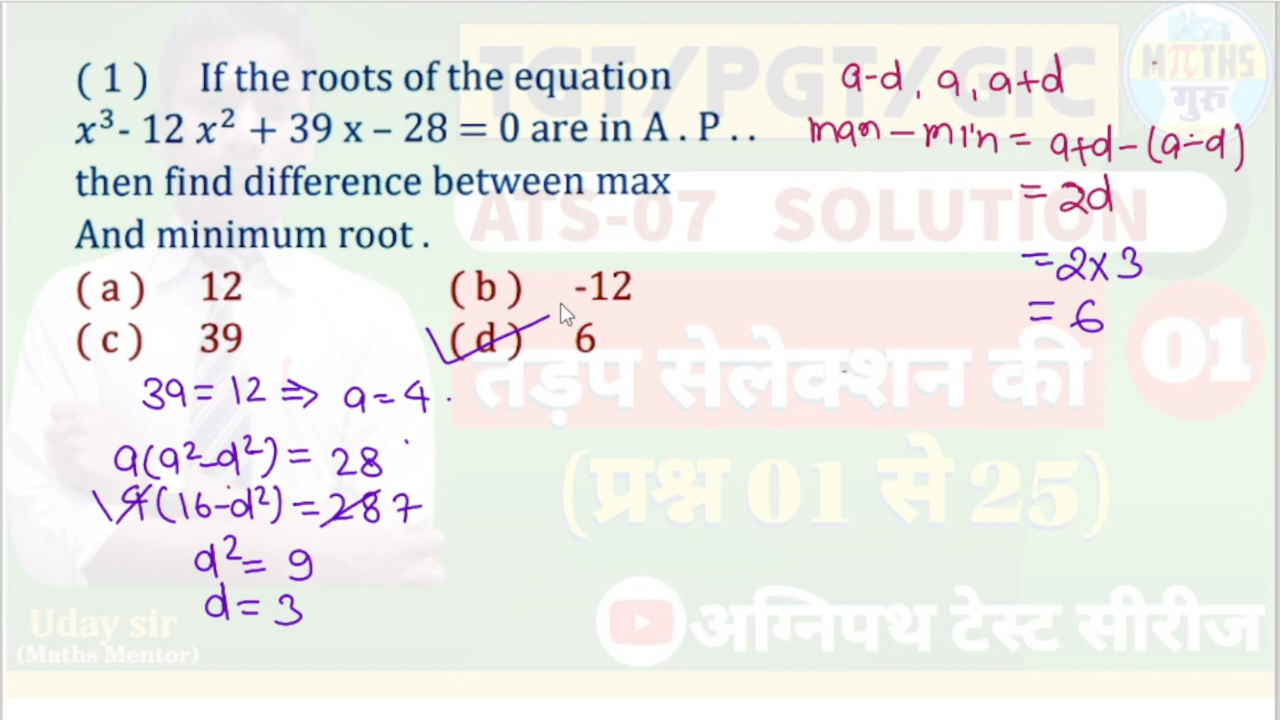 TGT/PGT/GIC
MπTHS
गुरु
ATS-07 SOLUTION
( 1 ) If the roots of the equation
x³- 12 x² + 39 x – 28 = 0 are in A . P . .
then find difference between max
And minimum root .
( a ) 12 ( b ) -12
( c ) 39 ( d ) 6
a-d, a, a+d
max - min = a+d-(a-d)
= 2d
= 2×3
= 6
3a = 12 ⇒ a = 4
a(a²-d²) = 28
4(16-d²) = 28 7
d² = 9
d = 3
तड़प सेलेक्शन की 01
(प्रश्न 01 से 25)
Uday sir
(Maths Mentor)
अग्निपथ टेस्ट सीरीज